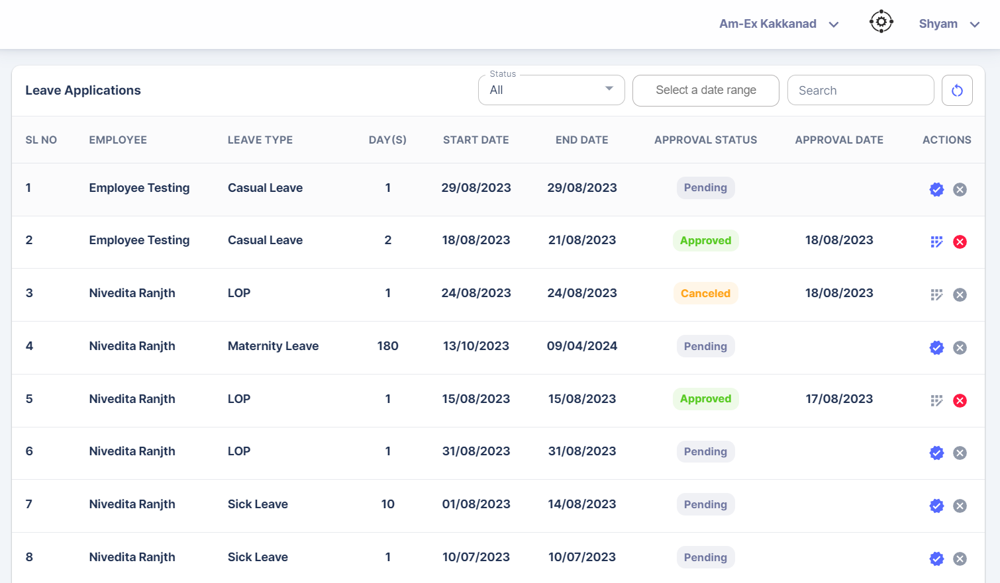 Am-Ex Kakkanad Shyam
Status
Leave Applications All Select a date range Search
SL NO EMPLOYEE LEAVE TYPE DAY(S) START DATE END DATE APPROVAL STATUS APPROVAL DATE ACTIONS
1 Employee Testing Casual Leave 1 29/08/2023 29/08/2023 Pending
2 Employee Testing Casual Leave 2 18/08/2023 21/08/2023 Approved 18/08/2023
3 Nivedita Ranjth LOP 1 24/08/2023 24/08/2023 Canceled 18/08/2023
4 Nivedita Ranjth Maternity Leave 180 13/10/2023 09/04/2024 Pending
5 Nivedita Ranjth LOP 1 15/08/2023 15/08/2023 Approved 17/08/2023
6 Nivedita Ranjth LOP 1 31/08/2023 31/08/2023 Pending
7 Nivedita Ranjth Sick Leave 10 01/08/2023 14/08/2023 Pending
8 Nivedita Ranjth Sick Leave 1 10/07/2023 10/07/2023 Pending